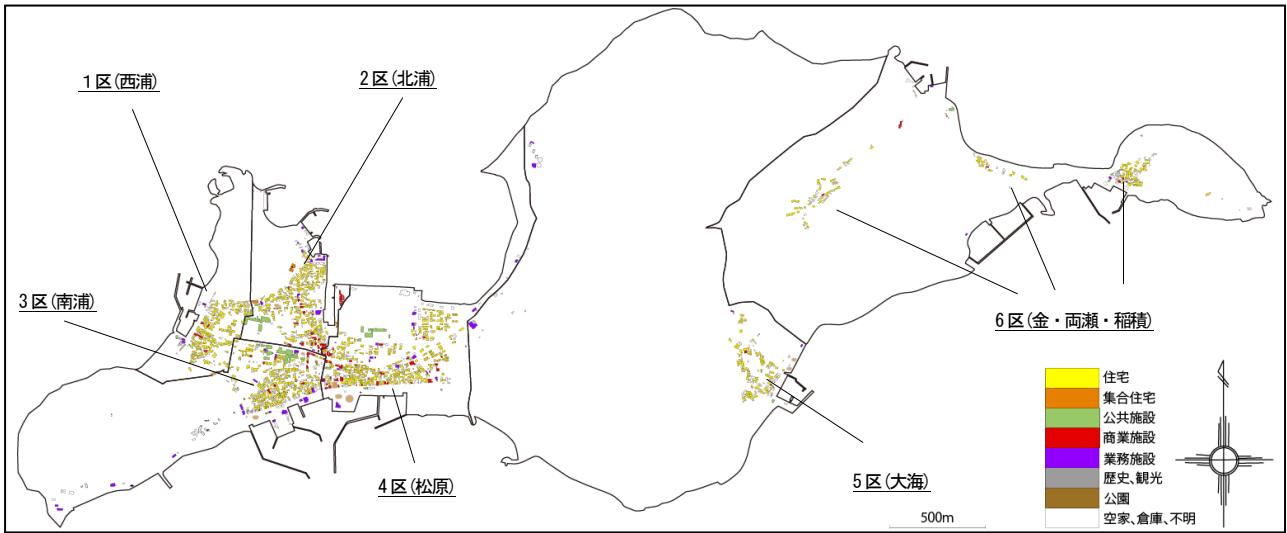 1区(西浦)
2区(北浦)
3区(南浦)
6区(金・両瀬・稲積)
4区(松原)
5区(大海)
500m
住宅
集合住宅
公共施設
商業施設
業務施設
歴史、観光
公園
空家、倉庫、不明